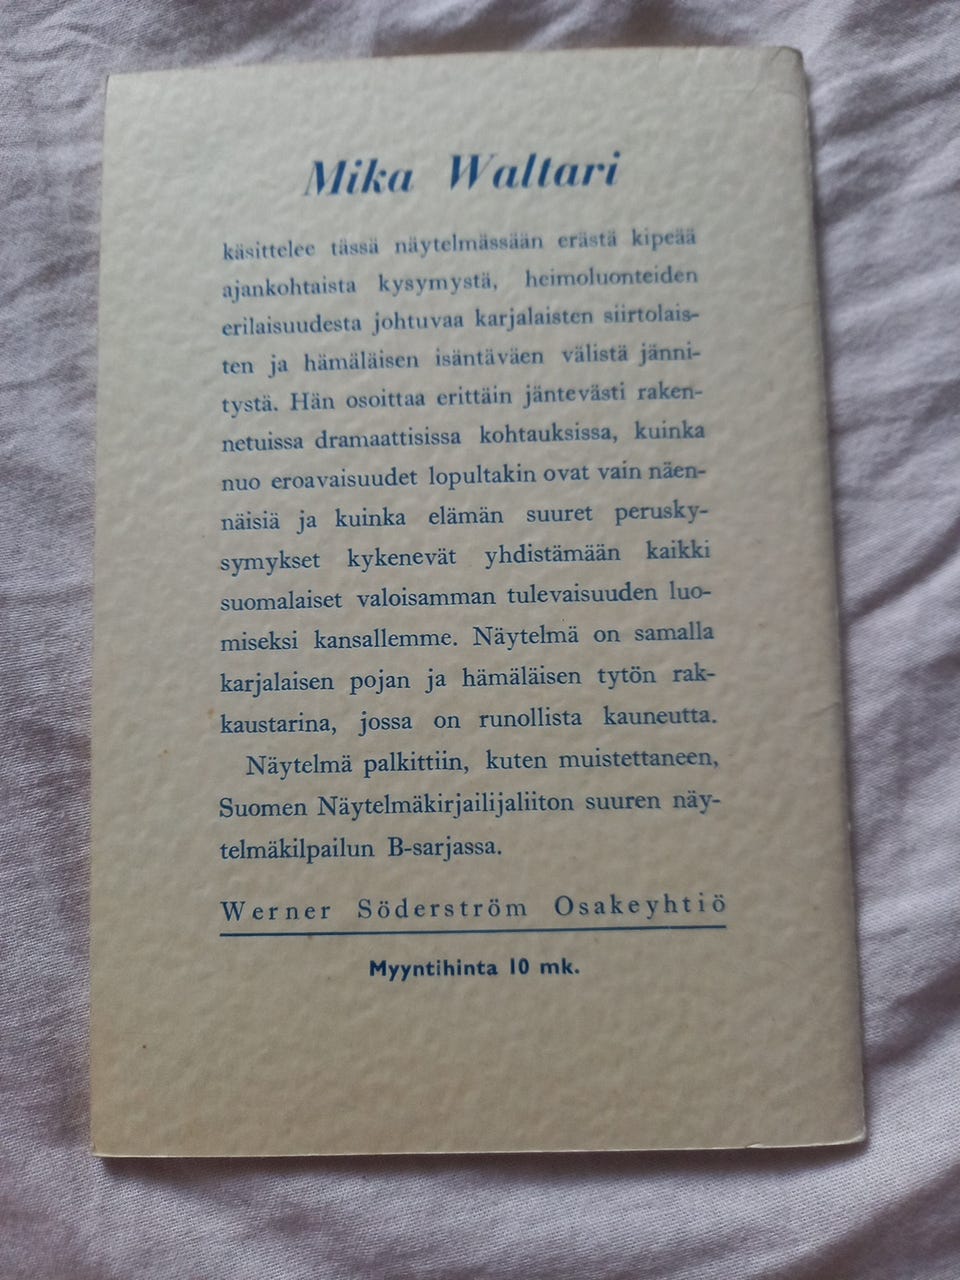 Mika Waltari
käsittelee tässä näytelmässään erästä kipeää
ajankohtaista kysymystä, heimoluonteiden
erilaisuudesta johtuvaa karjalaisten siirtolais-
ten ja hämäläisen isäntäväen välistä jänni-
tystä. Hän osoittaa erittäin jäntevästi raken-
netuissa dramaattisissa kohtauksissa, kuinka
nuo eroavaisuudet lopultakin ovat vain näen-
näisiä ja kuinka elämän suuret perusky-
symykset kykenevät yhdistämään kaikki
suomalaiset valoisamman tulevaisuuden luo-
miseksi kansallemme. Näytelmä on samalla
karjalaisen pojan ja hämäläisen tytön rak-
kaustarina, jossa on runollista kauneutta.
Näytelmä palkittiin, kuten muistettaneen,
Suomen Näytelmäkirjailijaliiton suuren näy-
telmäkilpailun B-sarjassa.
Werner Söderström Osakeyhtiö
Myyntihinta 10 mk.